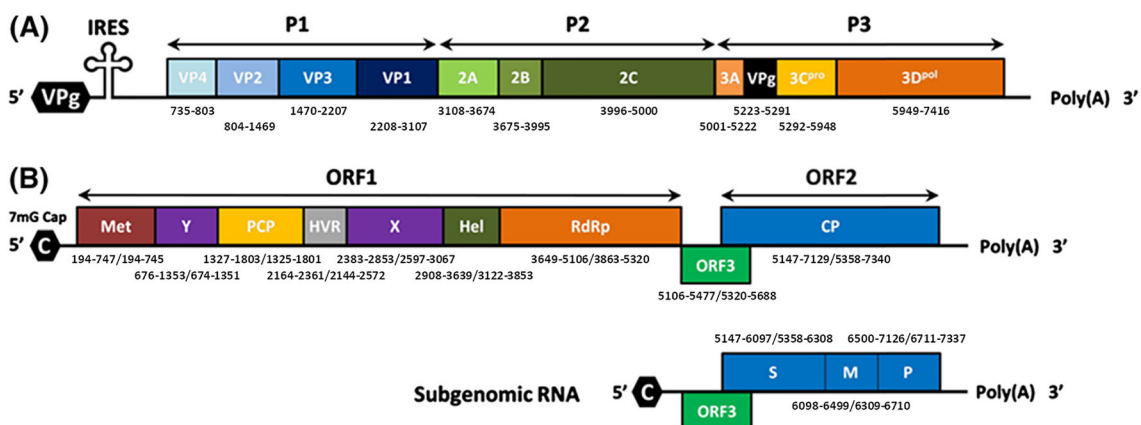 (A) IRES P1 P2 P3
5' VPg VP4 VP2 VP3 VP1 2A 2B 2C 3A VPg 3Cpro 3Dpol Poly(A) 3'
735-803 1470-2207 3108-3674 3996-5000 5223-5291 5949-7416
804-1469 2208-3107 3675-3995 5001-5222 5292-5948
(B) ORF1 ORF2
7mG Cap Met Y PCP HVR X Hel RdRp CP
5' C Poly(A) 3'
194-747/194-745 1327-1803/1325-1801 2383-2853/2597-3067 3649-5106/3863-5320 ORF3 5147-7129/5358-7340
676-1353/674-1351 2164-2361/2144-2572 2908-3639/3122-3853
5106-5477/5320-5688
5147-6097/5358-6308 6500-7126/6711-7337
S M P
Subgenomic RNA 5' C Poly(A) 3'
ORF3 6098-6499/6309-6710